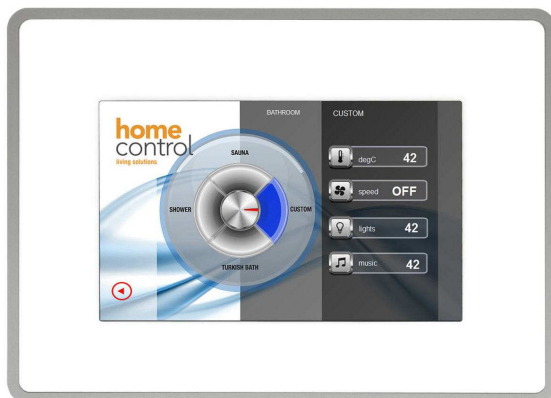 home
control
living solutions
BATHROOM
CUSTOM
SAUNA
SHOWER
CUSTOM
TURKISH BATH
degC 42
speed OFF
lights 42
music 42